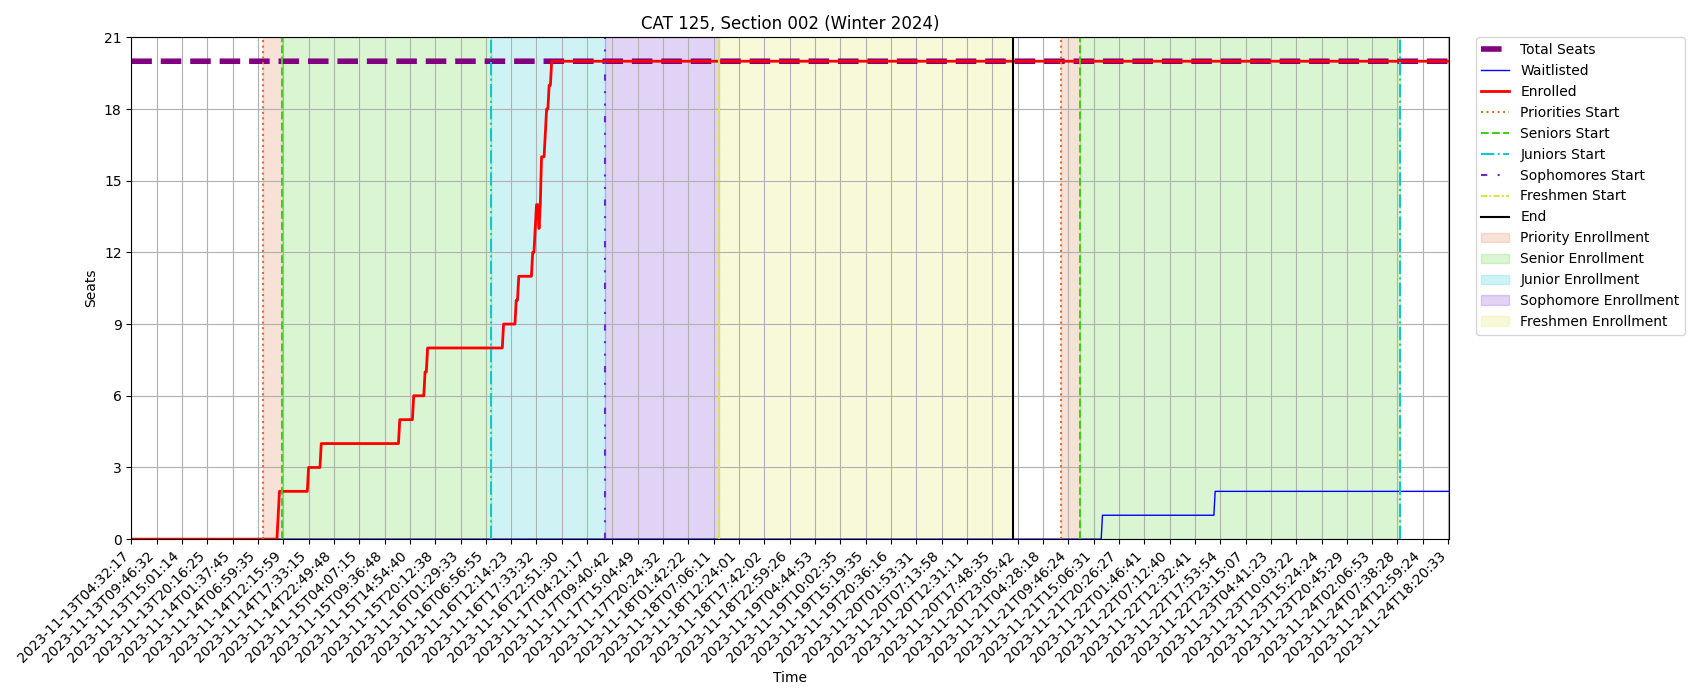 CAT 125, Section 002 (Winter 2024)
21
18
15
12
9
6
3
0
Seats
2023-11-13T04:32:17
2023-11-13T09:46:32
2023-11-13T15:01:14
2023-11-13T20:16:25
2023-11-14T01:37:45
2023-11-14T06:59:35
2023-11-14T12:15:59
2023-11-14T17:33:15
2023-11-14T22:49:48
2023-11-15T04:07:15
2023-11-15T09:36:48
2023-11-15T14:54:40
2023-11-15T20:12:38
2023-11-16T01:29:33
2023-11-16T06:56:55
2023-11-16T12:14:23
2023-11-16T17:33:32
2023-11-16T22:51:30
2023-11-17T04:21:17
2023-11-17T09:40:42
2023-11-17T15:04:49
2023-11-17T20:24:32
2023-11-18T01:42:22
2023-11-18T07:06:11
2023-11-18T12:24:01
2023-11-18T17:42:02
2023-11-18T22:59:26
2023-11-19T04:44:53
2023-11-19T10:02:35
2023-11-19T15:19:35
2023-11-19T20:36:16
2023-11-20T01:53:31
2023-11-20T07:13:58
2023-11-20T12:31:11
2023-11-20T17:48:35
2023-11-20T23:05:42
2023-11-21T04:28:18
2023-11-21T09:46:24
2023-11-21T15:06:31
2023-11-21T20:26:27
2023-11-22T01:46:41
2023-11-22T07:12:40
2023-11-22T12:32:41
2023-11-22T17:53:54
2023-11-22T23:15:07
2023-11-23T04:41:23
2023-11-23T10:03:22
2023-11-23T15:24:24
2023-11-23T20:45:29
2023-11-24T02:06:53
2023-11-24T07:38:28
2023-11-24T12:59:24
2023-11-24T18:20:33
Time
Total Seats
Waitlisted
Enrolled
Priorities Start
Seniors Start
Juniors Start
Sophomores Start
Freshmen Start
End
Priority Enrollment
Senior Enrollment
Junior Enrollment
Sophomore Enrollment
Freshmen Enrollment